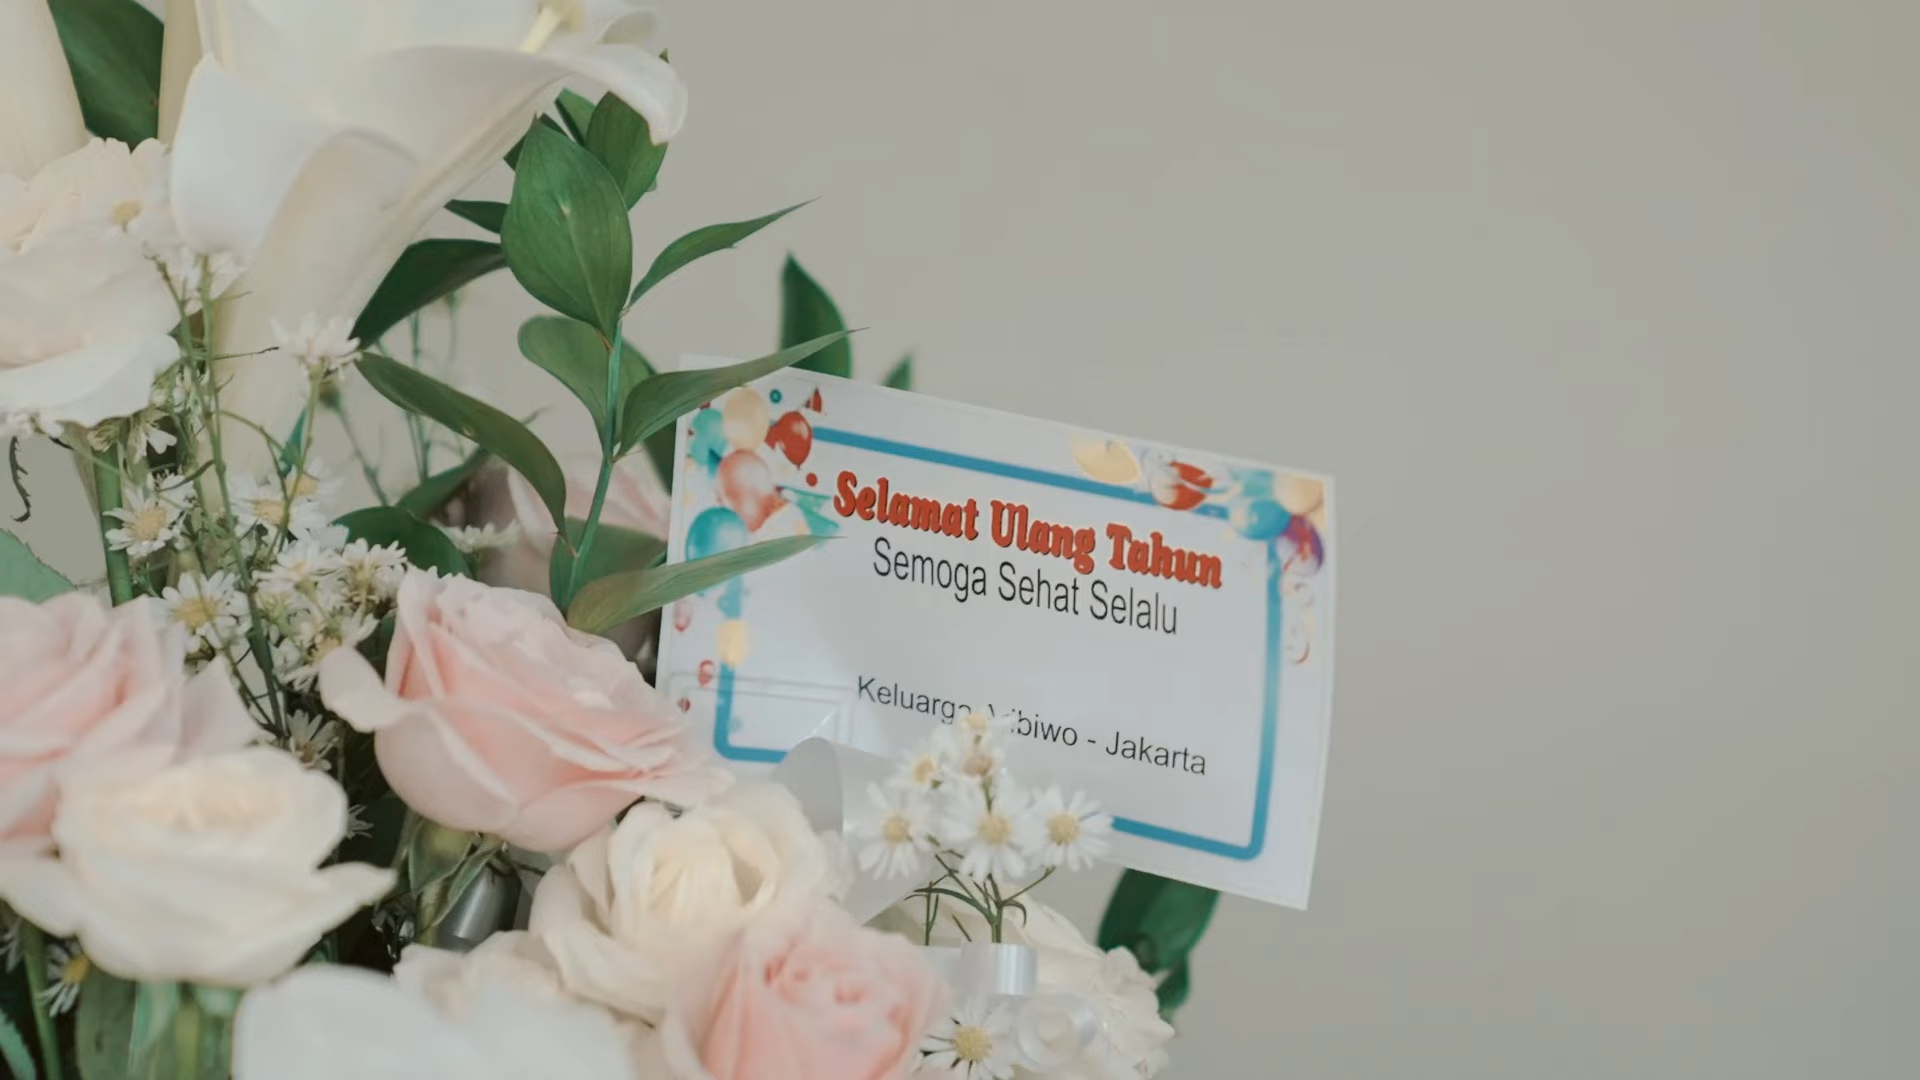 Selamat Ulang Tahun
Semoga Sehat Selalu
Keluarga - Jakarta